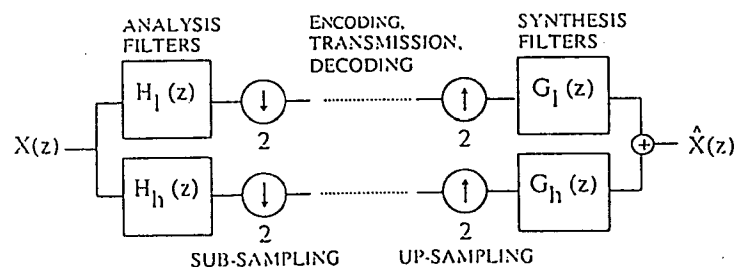 ANALYSIS FILTERS
ENCODING, TRANSMISSION, DECODING
SYNTHESIS FILTERS
H_l(z)
↓
2
↑
2
G_l(z)
X(z)
+
X̂(z)
H_h(z)
↓
2
↑
2
G_h(z)
SUB-SAMPLING
UP-SAMPLING